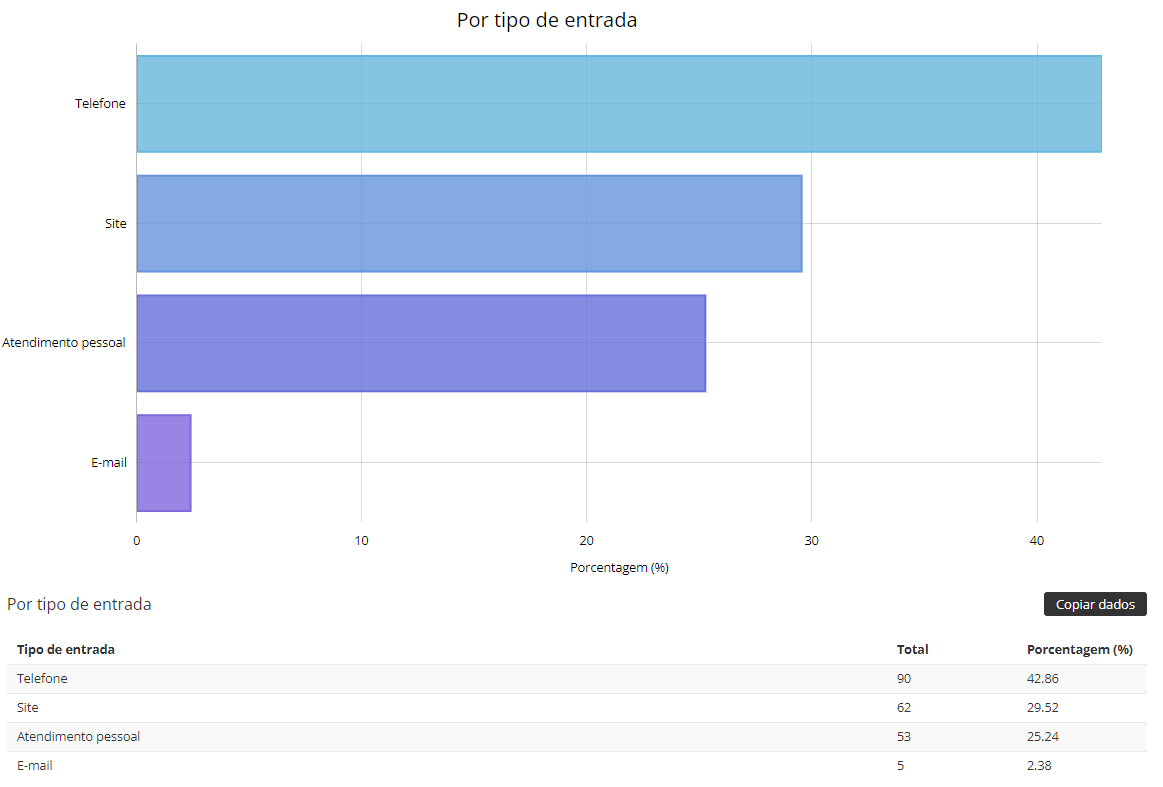 Por tipo de entrada
Telefone
Site
Atendimento pessoal
E-mail
0 10 20 30 40
Porcentagem (%)
Por tipo de entrada Copiar dados
Tipo de entrada Total Porcentagem (%)
Telefone 90 42.86
Site 62 29.52
Atendimento pessoal 53 25.24
E-mail 5 2.38